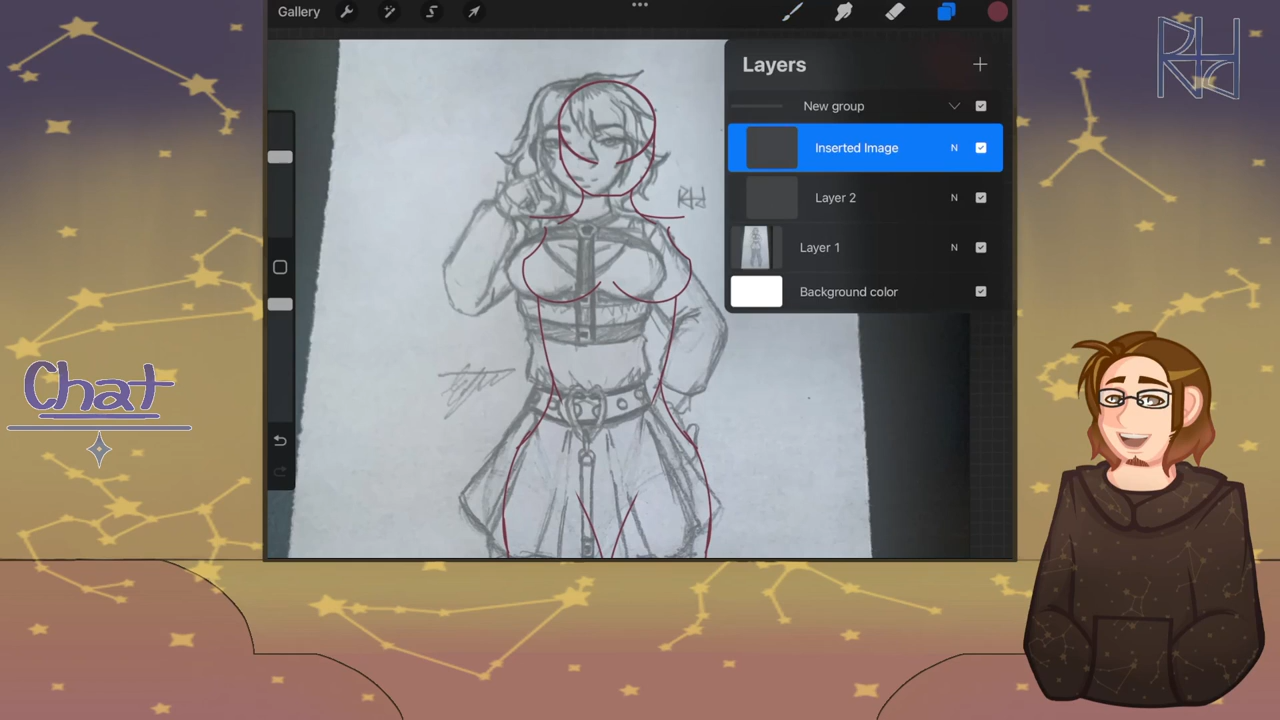 Gallery
Layers
New group
Inserted Image N
Layer 2 N
Layer 1 N
Background color
Chat